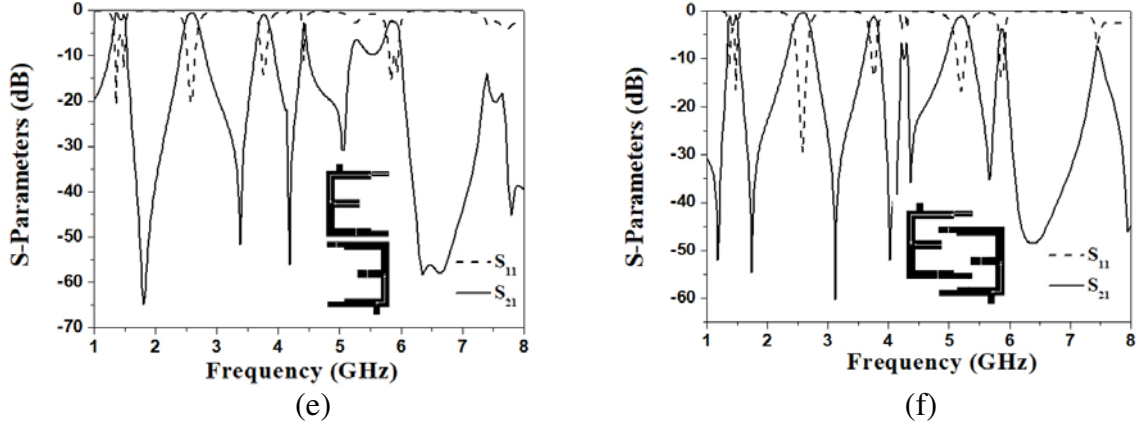 S-Parameters (dB)
0
-10
-20
-30
-40
-50
-60
-70
S11
S21
1 2 3 4 5 6 7 8
Frequency (GHz)
(e)
S-Parameters (dB)
0
-10
-20
-30
-40
-50
-60
S11
S21
1 2 3 4 5 6 7 8
Frequency (GHz)
(f)